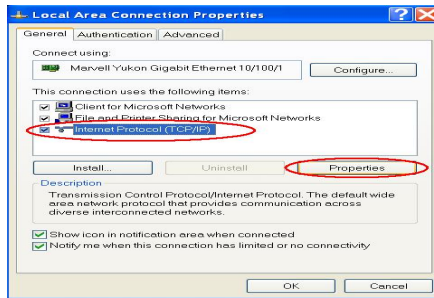 Local Area Connection Properties
General Authentication Advanced
Connect using:
Marvell Yukon Gigabit Ethernet 10/100/1
Configure...
This connection uses the following items:
Client for Microsoft Networks
File and Printer Sharing for Microsoft Networks
Internet Protocol (TCP/IP)
Install... Uninstall Properties
Description
Transmission Control Protocol/Internet Protocol. The default wide
area network protocol that provides communication across
diverse interconnected networks.
Show icon in notification area when connected
Notify me when this connection has limited or no connectivity
OK Cancel